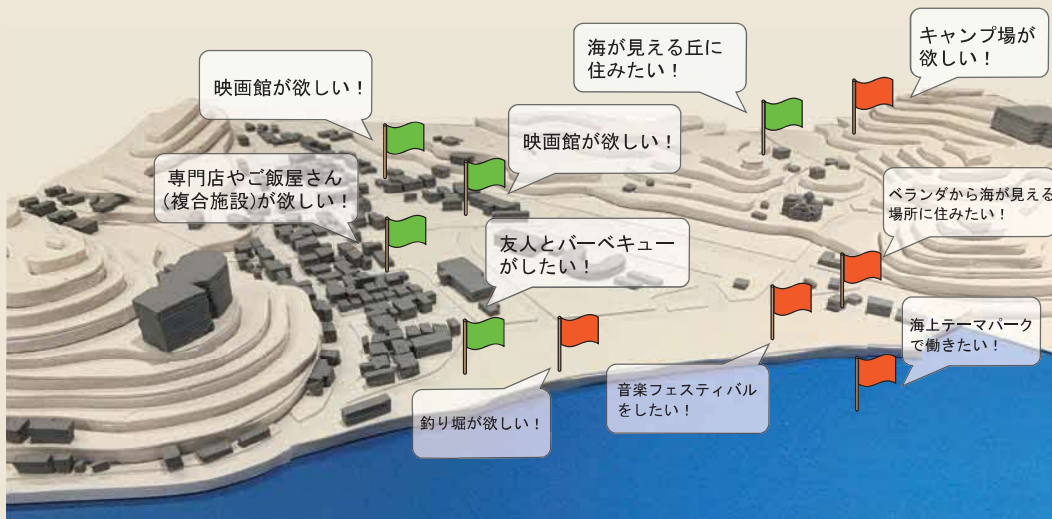 海が見える丘に
住みたい！
キャンプ場が
欲しい！
映画館が欲しい！
映画館が欲しい！
専門店やご飯屋さん
（複合施設）が欲しい！
ベランダから海が見える
場所に住みたい！
友人とバーベキュー
がしたい！
海上テーマパーク
で働きたい！
音楽フェスティバル
をしたい！
釣り堀が欲しい！